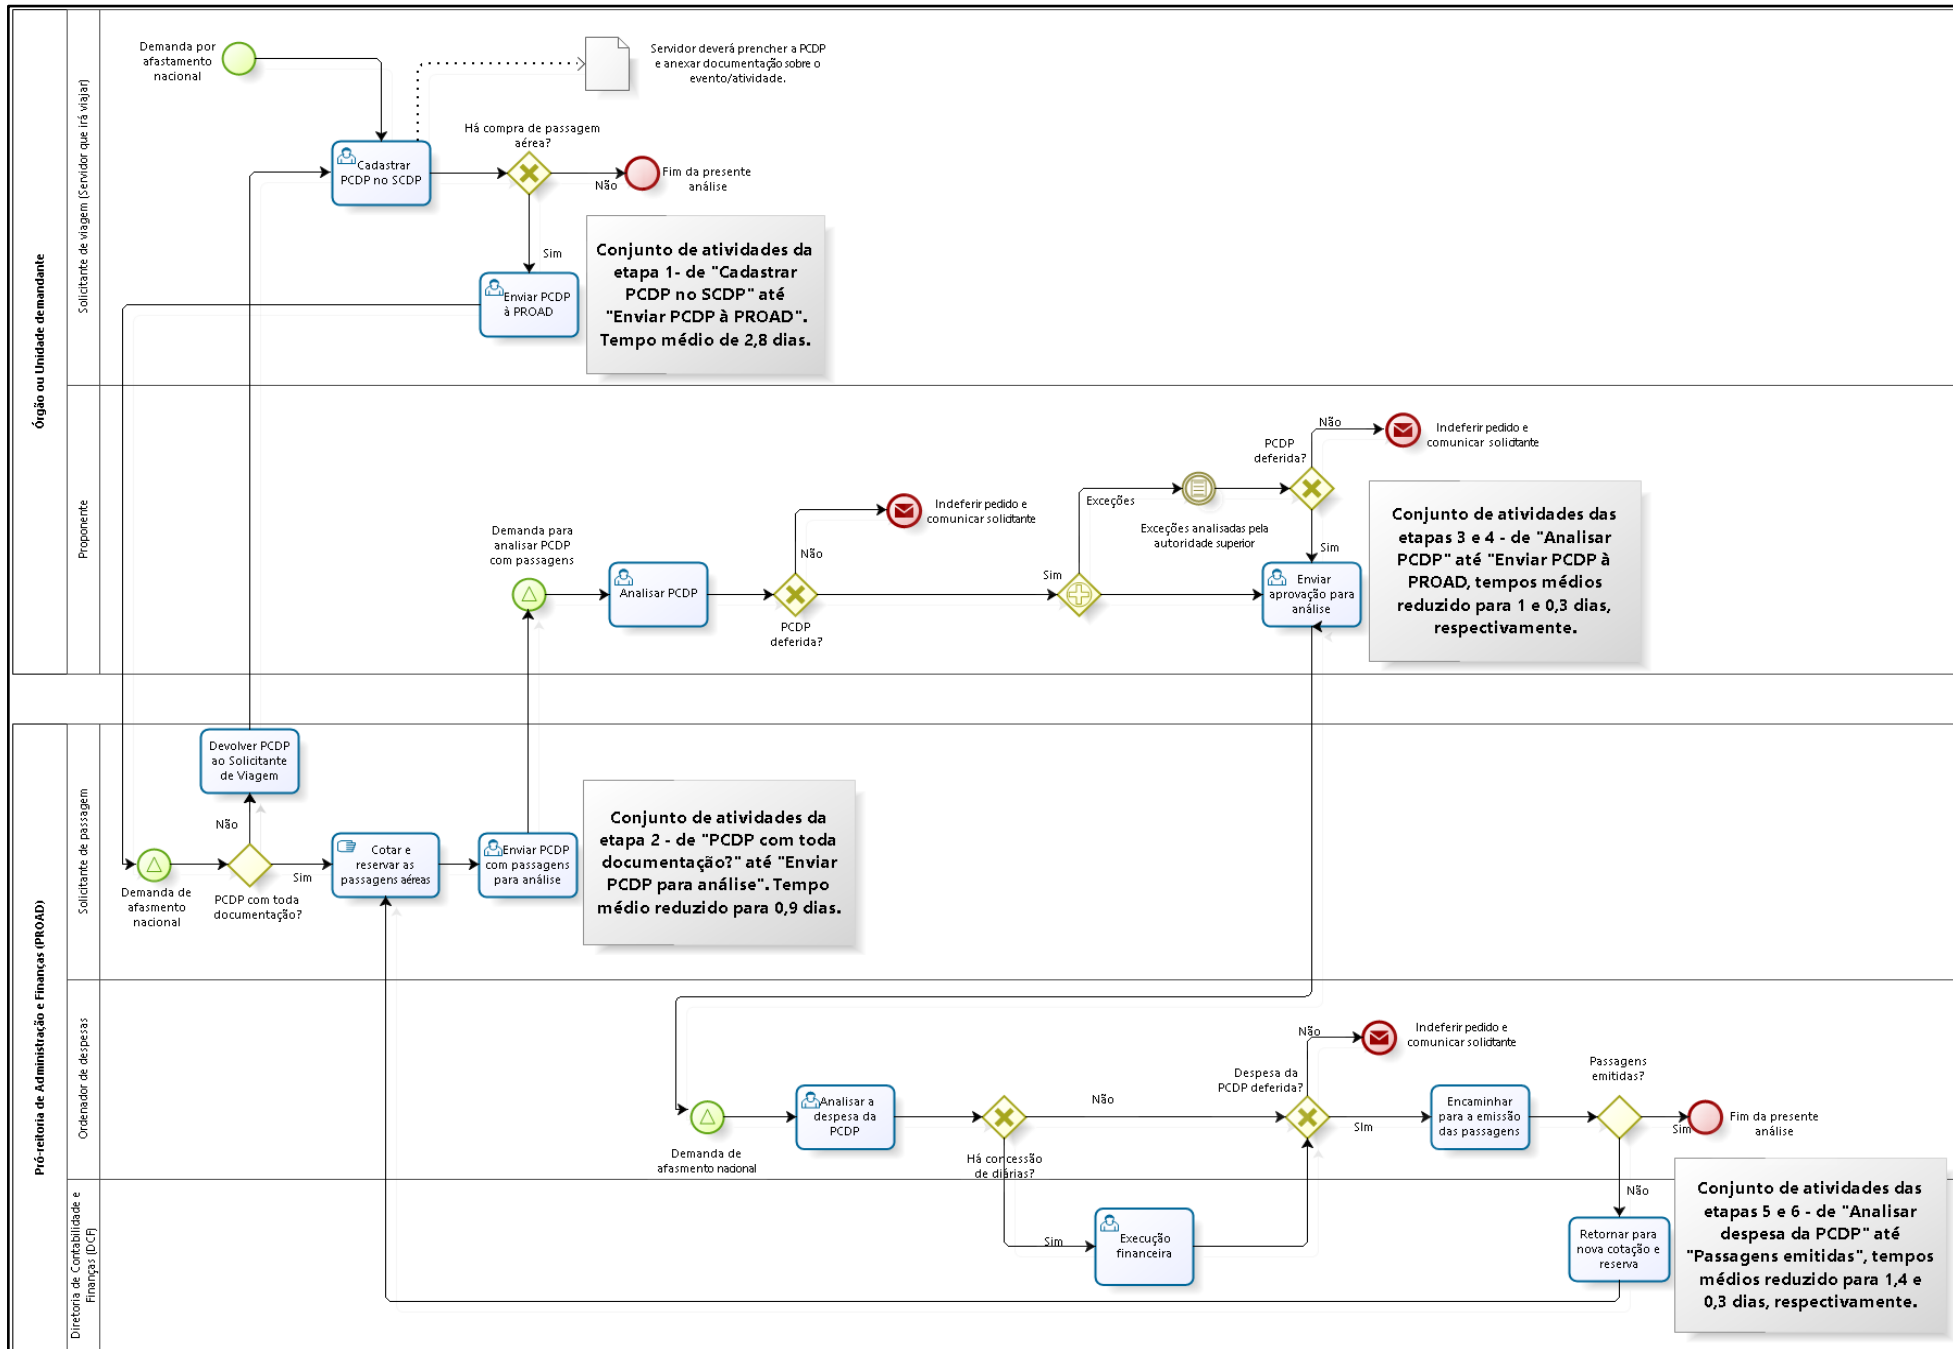 Órgão ou Unidade demandante
Solicitante de viagem (Servidor que irá viajar)
Demanda por
afastamento
nacional
Servidor deverá prencher a PCDP
e anexar documentação sobre o
evento/atividade.
Cadastrar
PCDP no SCDP
Há compra de passagem
aérea?
Não
Fim da presente
análise
Sim
Enviar PCDP
à PROAD
Conjunto de atividades da
etapa 1- de "Cadastrar
PCDP no SCDP" até
"Enviar PCDP à PROAD".
Tempo médio de 2,8 dias.
Proponente
Demanda para
analisar PCDP
com passagens
Analisar PCDP
PCDP
deferida?
Não
Indeferir pedido e
comunicar solicitante
Sim
Exceções
Exceções analisadas pela
autoridade superior
PCDP
deferida?
Não
Indeferir pedido e
comunicar solicitante
Sim
Enviar
aprovação para
análise
Conjunto de atividades das
etapas 3 e 4 - de "Analisar
PCDP" até "Enviar PCDP à
PROAD, tempos médios
reduzido para 1 e 0,3 dias,
respectivamente.
Pró-reitoria de Administração e Finanças (PROAD)
Solicitante de passagem
Devolver PCDP
ao Solicitante
de Viagem
Não
Demanda de
afasmento
nacional
PCDP com toda
documentação?
Sim
Cotar e
reservar as
passagens aéreas
Enviar PCDP
com passagens
para análise
Conjunto de atividades da
etapa 2 - de "PCDP com toda
documentação?" até "Enviar
PCDP para análise". Tempo
médio reduzido para 0,9 dias.
Ordenador de despesas
Demanda de
afasmento nacional
Analisar a
despesa da
PCDP
Há concessão
de diárias?
Não
Despesa da
PCDP deferida?
Não
Indeferir pedido e
comunicar solicitante
SIm
Encaminhar
para a emissão
das passagens
Passagens
emitidas?
Sim
Fim da presente
análise
Diretoria de Contabilidade e
Finanças (DCF)
Sim
Execução
financeira
Não
Retornar para
nova cotação e
reserva
Conjunto de atividades das
etapas 5 e 6 - de "Analisar
despesa da PCDP" até
"Passagens emitidas", tempos
médios reduzido para 1,4 e
0,3 dias, respectivamente.